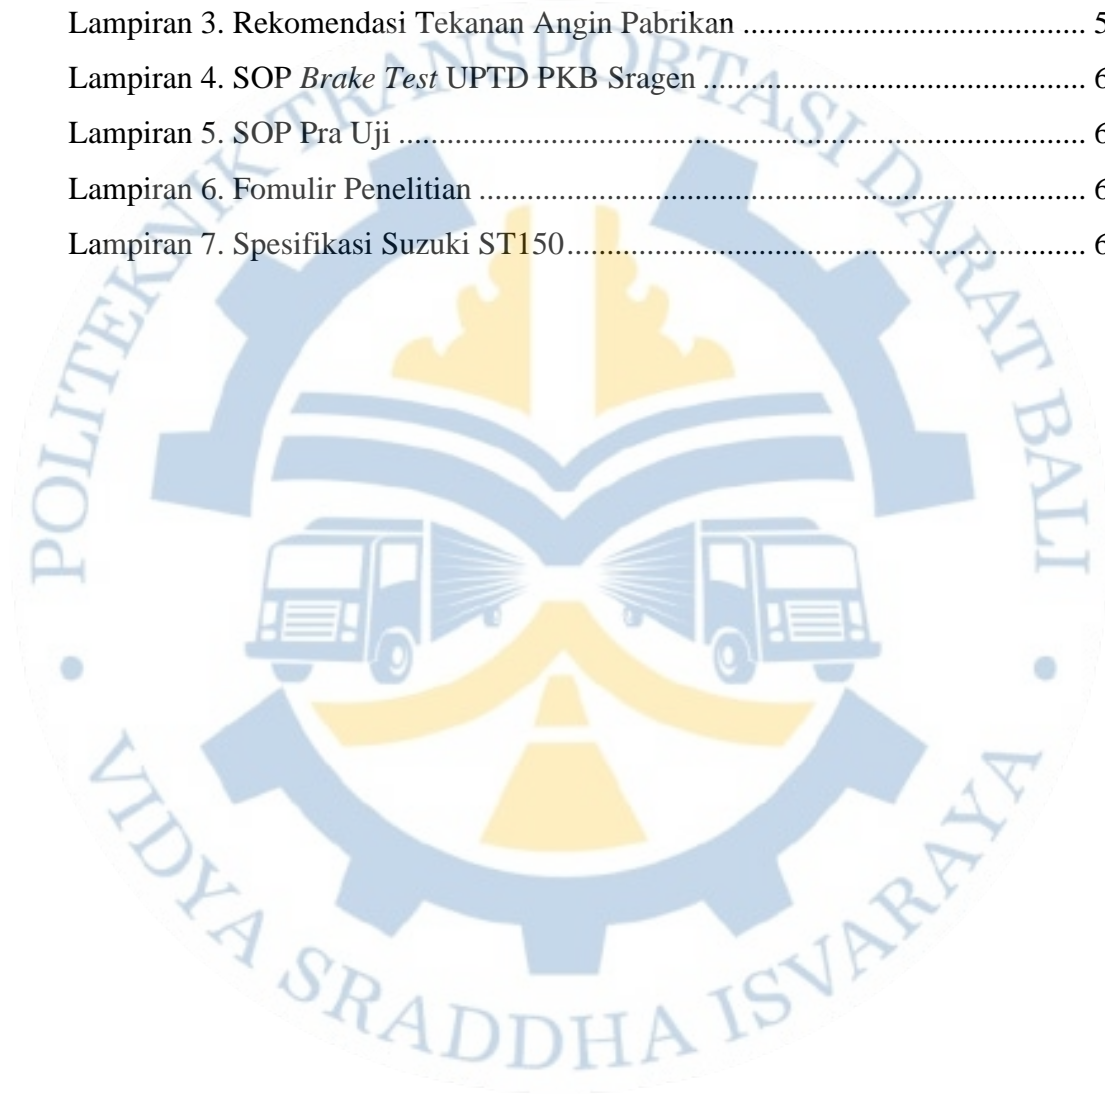 Lampiran 3. Rekomendasi Tekanan Angin Pabrikan ............................................ 5
Lampiran 4. SOP Brake Test UPTD PKB Sragen ................................................. 6
Lampiran 5. SOP Pra Uji ...................................................................................... 6
Lampiran 6. Fomulir Penelitian ............................................................................ 6
Lampiran 7. Spesifikasi Suzuki ST150................................................................. 6
POLITEKNIK TRANSPORTASI DARAT BALI
• VIDYA SRADDHA ISVARAYA •